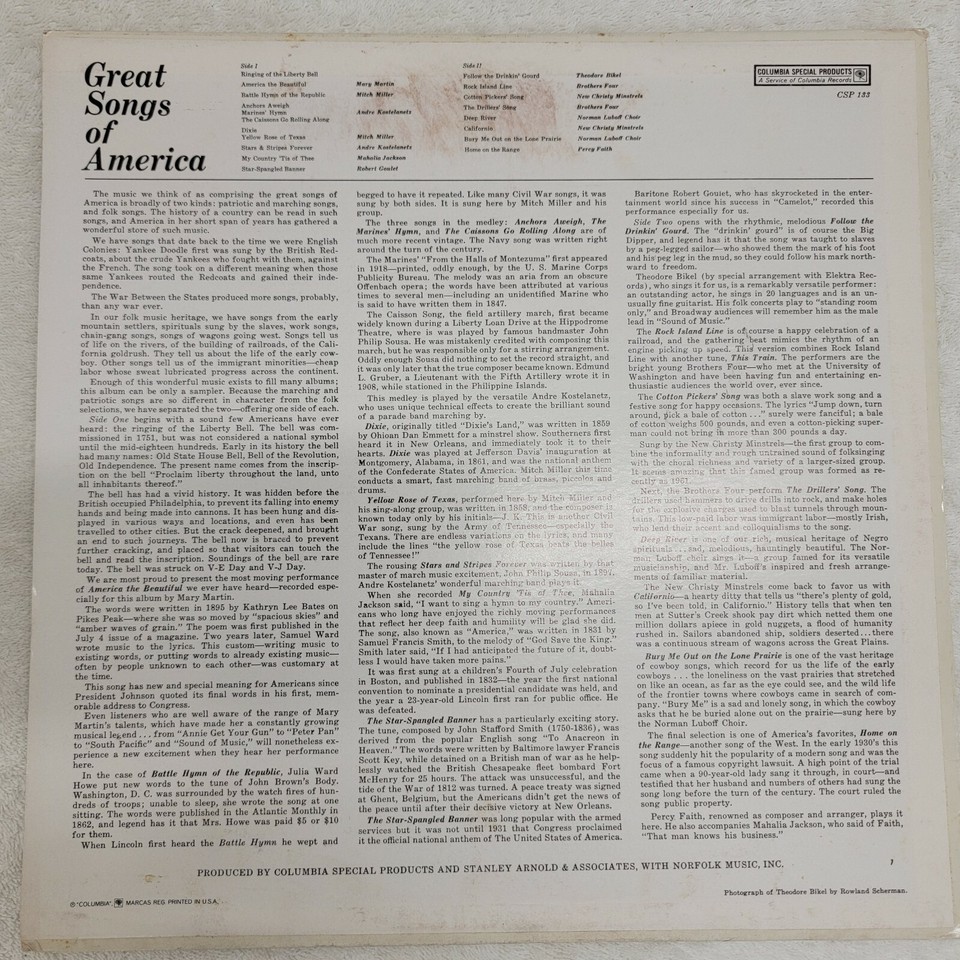 Great
Songs
of
America
Side I
Ringing of the Liberty Bell
America the Beautiful Mary Martin
Battle Hymn of the Republic Mitch Miller
Anchors Aweigh
Marines' Hymn Andre Kostelanetz
The Caissons Go Rolling Along
Dixie
Yellow Rose of Texas Mitch Miller
Stars & Stripes Forever Andre Kostelanetz
My Country 'Tis of Thee Mahalia Jackson
Star-Spangled Banner Robert Goulet
Side II
Follow the Drinkin' Gourd Theodore Bikel
Rock Island Line Brothers Four
Cotton Pickers' Song New Christy Minstrels
The Drillers' Song Brothers Four
Deep River Norman Luboff Choir
California New Christy Minstrels
Bury Me Out on the Lone Prairie Norman Luboff Choir
Home on the Range Percy Faith
COLUMBIA SPECIAL PRODUCTS
A Service of Columbia Records
CSP 133
The music we think of as comprising the great songs of
America is broadly of two kinds: patriotic and marching songs,
and folk songs. The history of a country can be read in such
songs, and America in her short span of years has gathered a
wonderful store of such music.
We have songs that date back to the time we were English
Colonies: Yankee Doodle first was sung by the British Red-
coats, about the crude Yankees who fought with them, against
the French. The song took on a different meaning when those
same Yankees routed the Redcoats and gained their inde-
pendence.
The War Between the States produced more songs, probably,
than any war ever.
In our folk music heritage, we have songs from the early
mountain settlers, spirituals sung by the slaves, work songs,
chain-gang songs, songs of wagons going west. Songs tell us
of life on the rivers, of the building of railroads, of the Cali-
fornia goldrush. They tell us about the life of the early cow-
boy. Other songs tell us of the immigrant minorities—cheap
labor whose sweat lubricated progress across the continent.
Enough of this wonderful music exists to fill many albums;
this album can be only a sampler. Because the marching and
patriotic songs are so different in character from the folk
selections, we have separated the two—offering one side of each.
Side One begins with a sound few Americans have ever
heard: the ringing of the Liberty Bell. The bell was com-
missioned in 1751, but was not considered a national symbol
until the mid-eighteen hundreds. Early in its history the bell
had many names: Old State House Bell, Bell of the Revolution,
Old Independence. The present name comes from the inscrip-
tion on the bell "Proclaim liberty throughout the land, unto
all inhabitants thereof."
The bell has had a vivid history. It was hidden before the
British occupied Philadelphia, to prevent its falling into enemy
hands and being made into cannons. It has been hung and dis-
played in various ways and locations, and even has been
travelled to other cities. But the crack deepened, and brought
an end to such journeys. The bell now is braced to prevent
further cracking, and placed so that visitors can touch the
bell and read the inscription. Soundings of the bell are rare
today. The bell was struck on V-E Day and V-J Day.
We are most proud to present the most moving performance
of America the Beautiful we ever have heard—recorded espe-
cially for this album by Mary Martin.
The words were written in 1895 by Kathryn Lee Bates on
Pikes Peak—where she was so moved by "spacious skies" and
"amber waves of grain." The poem was first published in the
July 4 issue of a magazine. Two years later, Samuel Ward
wrote music to the lyrics. This custom—writing music to
existing words, or putting words to already existing music—
often by people unknown to each other—was customary at
the time.
This song has new and special meaning for Americans since
President Johnson quoted its final words in his first, mem-
orable address to Congress.
Even listeners who are well aware of the range of Mary
Martin's talents, which have made her a constantly growing
musical legend . . . from "Annie Get Your Gun" to "Peter Pan"
to "South Pacific" and "Sound of Music," will nonetheless ex-
perience a new excitement when they hear her performance
here.
In the case of Battle Hymn of the Republic, Julia Ward
Howe put new words to the tune of John Brown's Body.
Washington, D. C. was surrounded by the watch fires of hun-
dreds of troops; unable to sleep, she wrote the song at one
sitting. The words were published in the Atlantic Monthly in
1862, and legend has it that Mrs. Howe was paid $5 or $10
for them.
When Lincoln first heard the Battle Hymn he wept and
begged to have it repeated. Like many Civil War songs, it was
sung by both sides. It is sung here by Mitch Miller and his
group.
The three songs in the medley: Anchors Aweigh, The
Marines' Hymn, and The Caissons Go Rolling Along are of
much more recent vintage. The Navy song was written right
around the turn of the century.
The Marines' "From the Halls of Montezuma" first appeared
in 1918—printed, oddly enough, by the U. S. Marine Corps
Publicity Bureau. The melody was an aria from an obscure
Offenbach opera; the words have been attributed at various
times to several men—including an unidentified Marine who
is said to have written them in 1847.
The Caisson Song, the field artillery march, first became
widely known during a Liberty Loan Drive at the Hippodrome
Theatre, where is was played by famous bandmaster John
Philip Sousa. He was mistakenly credited with composing this
march, but he was responsible only for a stirring arrangement.
Oddly enough Sousa did nothing to set the record straight, and
it was only later that the true composer became known. Edmund
L. Gruber, a Lieutenant with the Fifth Artillery wrote it in
1908, while stationed in the Philippine Islands.
This medley is played by the versatile Andre Kostelanetz,
who uses unique technical effects to create the brilliant sound
of a parade band marching by.
Dixie, originally titled "Dixie's Land," was written in 1859
by Ohioan Dan Emmett for a minstrel show. Southerners first
heard it in New Orleans, and immediately took it to their
hearts. Dixie was played at Jefferson Davis' inauguration at
Montgomery, Alabama, in 1861, and was the national anthem
of the Confederate States of America. Mitch Miller this time
conducts a smart, fast marching band of brass, piccolos and
drums.
Yellow Rose of Texas, performed here by Mitch Miller and
his sing-along group, was written in 1858; and the composer is
known today only by his initials—J. K. This is another Civil
War song, sung by the Army of Tennessee—especially the
Texans. There are endless variations on the lyrics, and many
include the lines "the yellow rose of Texas beats the belles
of Tennessee!"
The rousing Stars and Stripes Forever was written by that
master of march excitement, John Philip Sousa, in 1897.
Andre Kostelanetz' wonderful marching band plays it.
When she recorded My Country 'Tis of Thee, Mahalia
Jackson said, "I want to sing a hymn to my country." Ameri-
cans who long have enjoyed the richly moving performances
that reflect her deep faith and humility will be glad she did.
The song, also known as "America," was written in 1831 by
Samuel Francis Smith, to the melody of "God Save the King."
Smith later said, "If I had anticipated the future of it, doubt-
less I would have taken more pains."
It was first sung at a children's Fourth of July celebration
in Boston, and published in 1832—the year the first national
convention to nominate a presidential candidate was held, and
the year a 23-year-old Lincoln first ran for public office. He
was defeated.
The Star-Spangled Banner has a particularly exciting story.
The tune, composed by John Stafford Smith (1750-1836), was
derived from the popular English song "To Anacreon in
Heaven." The words were written by Baltimore lawyer Francis
Scott Key, while detained on a British man of war as he help-
lessly watched the British Chesapeake fleet bombard Fort
McHenry for 25 hours. The attack was unsuccessful, and the
tide of the War of 1812 was turned. A peace treaty was signed
at Ghent, Belgium, but the Americans didn't get the news of
the peace until after their decisive victory at New Orleans.
The Star-Spangled Banner was long popular with the armed
services but it was not until 1931 that Congress proclaimed
it the official national anthem of The United States of America.
Baritone Robert Goulet, who has skyrocketed in the enter-
tainment world since his success in "Camelot," recorded this
performance especially for us.
Side Two opens with the rhythmic, melodious Follow the
Drinkin' Gourd. The "drinkin' gourd" is of course the Big
Dipper, and legend has it that the song was taught to slaves
by a peg-legged sailor—who showed them the mark of his foot
and his peg leg in the mud, so they could follow his mark north-
ward to freedom.
Theodore Bikel (by special arrangement with Elektra Rec-
ords), who sings it for us, is a remarkably versatile performer:
an outstanding actor, he sings in 20 languages and is an un-
usually fine guitarist. His folk concerts play to "standing room
only," and Broadway audiences will remember him as the male
lead in "Sound of Music."
The Rock Island Line is of course a happy celebration of a
railroad, and the gathering beat mimics the rhythm of an
engine picking up speed. This version combines Rock Island
Line with another tune, This Train. The performers are the
bright young Brothers Four—who met at the University of
Washington and have been having fun and entertaining en-
thusiastic audiences the world over, ever since.
The Cotton Pickers' Song was both a slave work song and a
festive song for happy occasions. The lyrics "Jump down, turn
around, pick a bale of cotton . . ." surely were fanciful; a bale
of cotton weighs 500 pounds, and even a cotton-picking super-
man could not bring in more than 300 pounds a day.
Sung by the New Christy Minstrels—the first group to com-
bine the informality and rough untrained sound of folksinging
with the choral richness and variety of a larger-sized group.
It seems amazing that this famed group was formed as re-
cently as 1961.
Next, the Brothers Four perform The Drillers' Song. The
drillers used hammers to drive drills into rock, and make holes
for the explosive charges used to blast tunnels through moun-
tains. This low-paid labor was immigrant labor—mostly Irish,
who lend their accent and colloquialisms to the song.
Deep River is one of our rich, musical heritage of Negro
spirituals . . . sad, melodious, hauntingly beautiful. The Nor-
man Luboff choir sings it—a group famed for its versatile
musicianship, and Mr. Luboff's inspired and fresh arrange-
ments of familiar material.
The New Christy Minstrels come back to favor us with
California—a hearty ditty that tells us "there's plenty of gold,
so I've been told, in Californio." History tells that when ten
men at Sutter's Creek shook pay dirt which netted them one
million dollars apiece in gold nuggets, a flood of humanity
rushed in. Sailors abandoned ship, soldiers deserted . . . there
was a continuous stream of wagons across the Great Plains.
Bury Me Out on the Lone Prairie is one of the vast heritage
of cowboy songs, which record for us the life of the early
cowboys . . . the loneliness on the vast prairies that stretched
on like an ocean, as far as the eye could see, and the wild life
of the frontier towns where cowboys came in search of com-
pany. "Bury Me" is a sad and lonely song, in which the cowboy
asks that he be buried alone out on the prairie—sung here by
the Norman Luboff Choir.
The final selection is one of America's favorites, Home on
the Range—another song of the West. In the early 1930's this
song suddenly hit the popularity of a modern song and was the
focus of a famous copyright lawsuit. A high point of the trial
came when a 90-year-old lady sang it through, in court—and
testified that her husband and numbers of others had sung the
song long before the turn of the century. The court ruled the
song public property.
Percy Faith, renowned as composer and arranger, plays it
here. He also accompanies Mahalia Jackson, who said of Faith,
"That man knows his business."
PRODUCED BY COLUMBIA SPECIAL PRODUCTS AND STANLEY ARNOLD & ASSOCIATES, WITH NORFOLK MUSIC, INC.
7
Photograph of Theodore Bikel by Rowland Scherman.
℗ "COLUMBIA", MARCAS REG. PRINTED IN U.S.A.